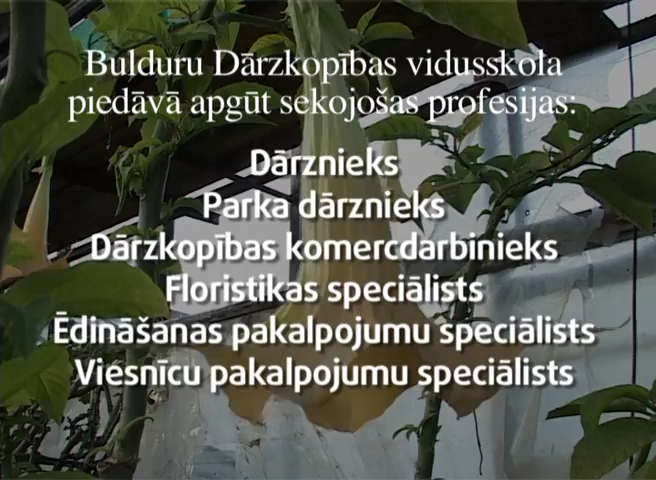 Bulduru Dārzkopības vidusskola
piedāvā apgūt sekojošas profesijas:
Dārznieks
Parka dārznieks
Dārzkopības komercdarbinieks
Floristikas speciālists
Ēdināšanas pakalpojumu speciālists
Viesnīcu pakalpojumu speciālists